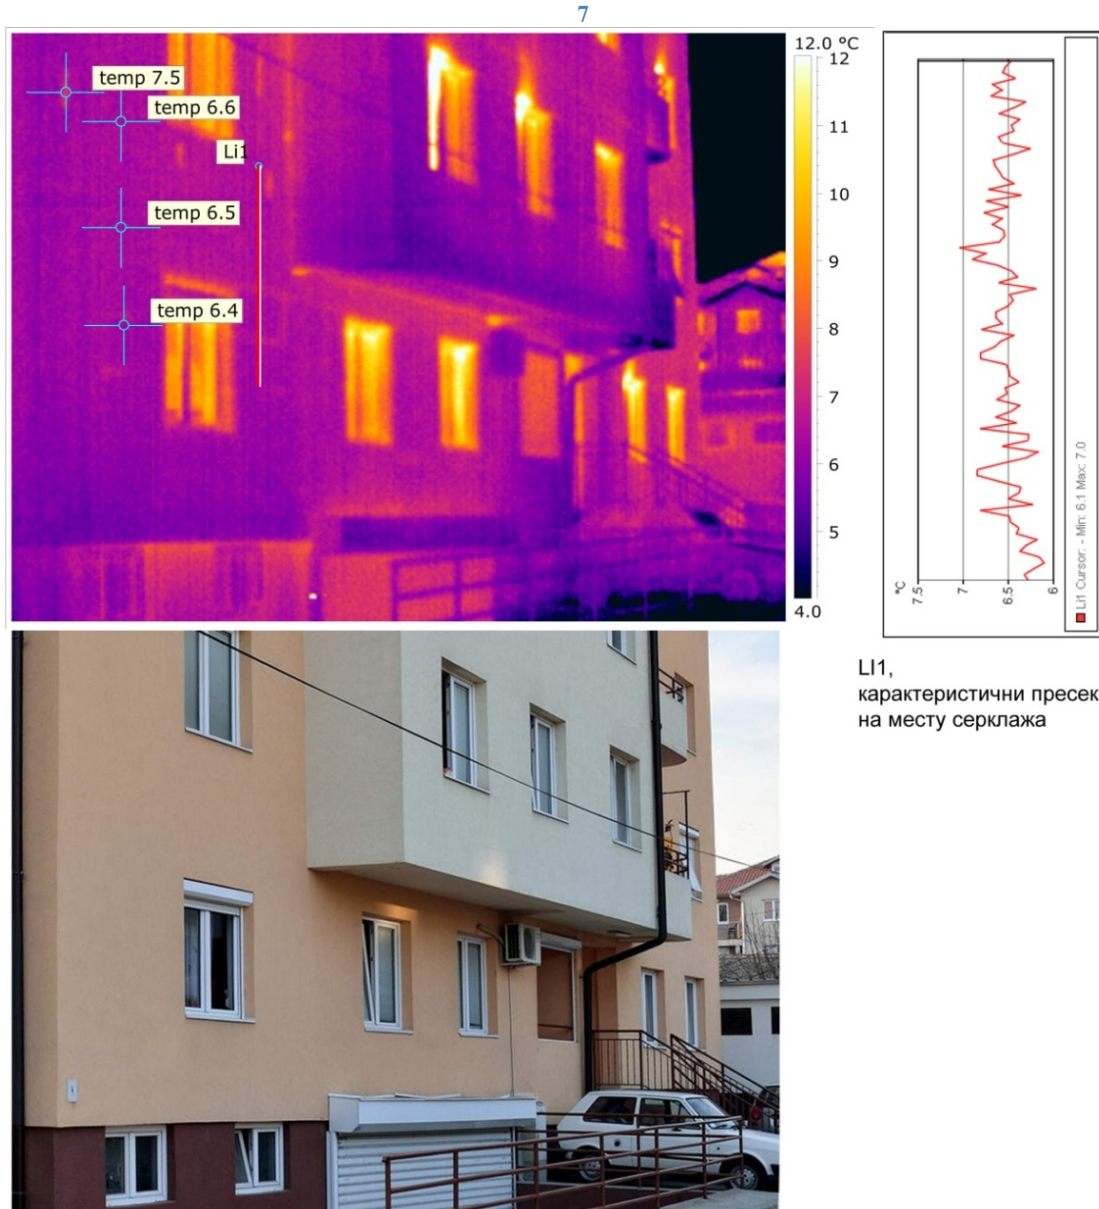 7
12.0 °C
temp 7.5
temp 6.6
Li1
temp 6.5
temp 6.4
12
11
10
9
8
7
6
5
4.0
°C
7.5
7
6.5
6
Li1 Cursor: - Min: 6.1 Max: 7.0
LI1,
карактеристични пресек
на месту серклажа